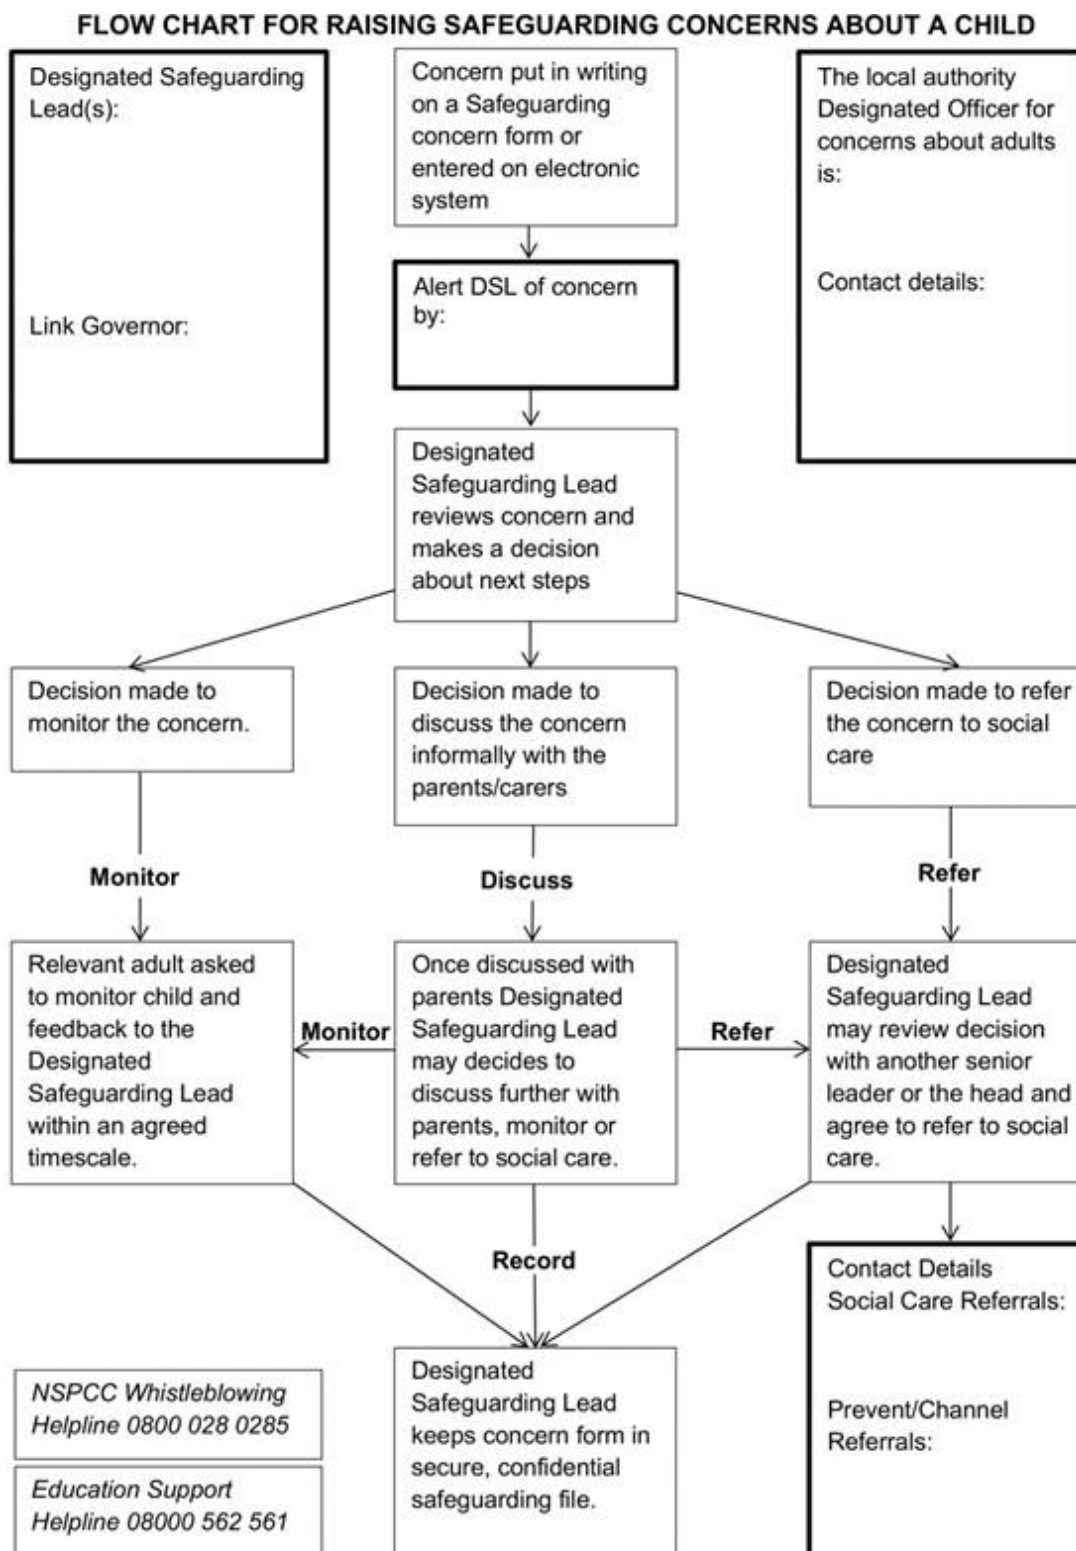 FLOW CHART FOR RAISING SAFEGUARDING CONCERNS ABOUT A CHILD
Designated Safeguarding
Lead(s):
Link Governor:
Concern put in writing
on a Safeguarding
concern form or
entered on electronic
system
The local authority
Designated Officer for
concerns about adults
is:
Contact details:
Alert DSL of concern
by:
Designated
Safeguarding Lead
reviews concern and
makes a decision
about next steps
Decision made to
monitor the concern.
Decision made to
discuss the concern
informally with the
parents/carers
Decision made to refer
the concern to social
care
Monitor
Discuss
Refer
Relevant adult asked
to monitor child and
feedback to the
Designated
Safeguarding Lead
within an agreed
timescale.
Monitor
Once discussed with
parents Designated
Safeguarding Lead
may decides to
discuss further with
parents, monitor or
refer to social care.
Refer
Designated
Safeguarding Lead
may review decision
with another senior
leader or the head and
agree to refer to social
care.
Record
Contact Details
Social Care Referrals:
Prevent/Channel
Referrals:
Designated
Safeguarding Lead
keeps concern form in
secure, confidential
safeguarding file.
NSPCC Whistleblowing
Helpline 0800 028 0285
Education Support
Helpline 08000 562 561